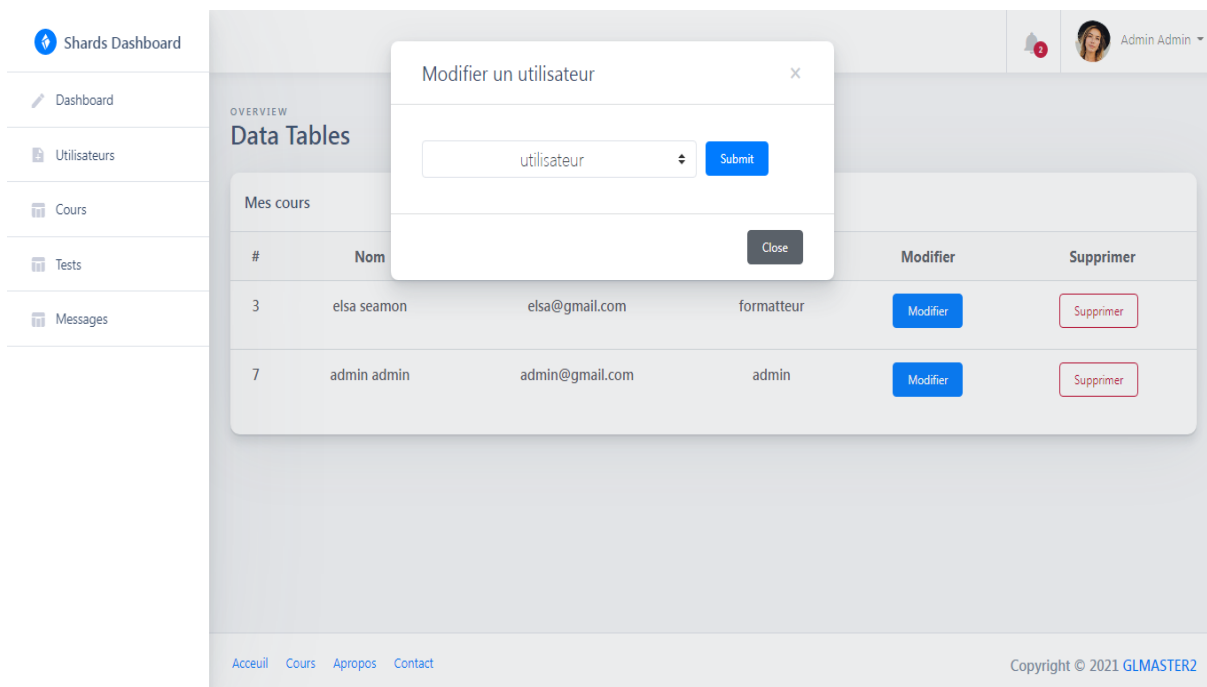 Shards Dashboard
2
Admin Admin
Dashboard
Utilisateurs
Cours
Tests
Messages
Modifier un utilisateur
×
utilisateur
Submit
Close
OVERVIEW
Data Tables
Mes cours
# Nom Modifier Supprimer
3 elsa seamon elsa@gmail.com formatteur Modifier Supprimer
7 admin admin admin@gmail.com admin Modifier Supprimer
Acceuil Cours Apropos Contact
Copyright © 2021 GLMASTER2